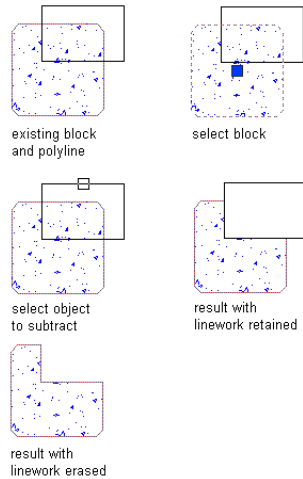 existing block
and polyline
select block
select object
to subtract
result with
linework retained
result with
linework erased